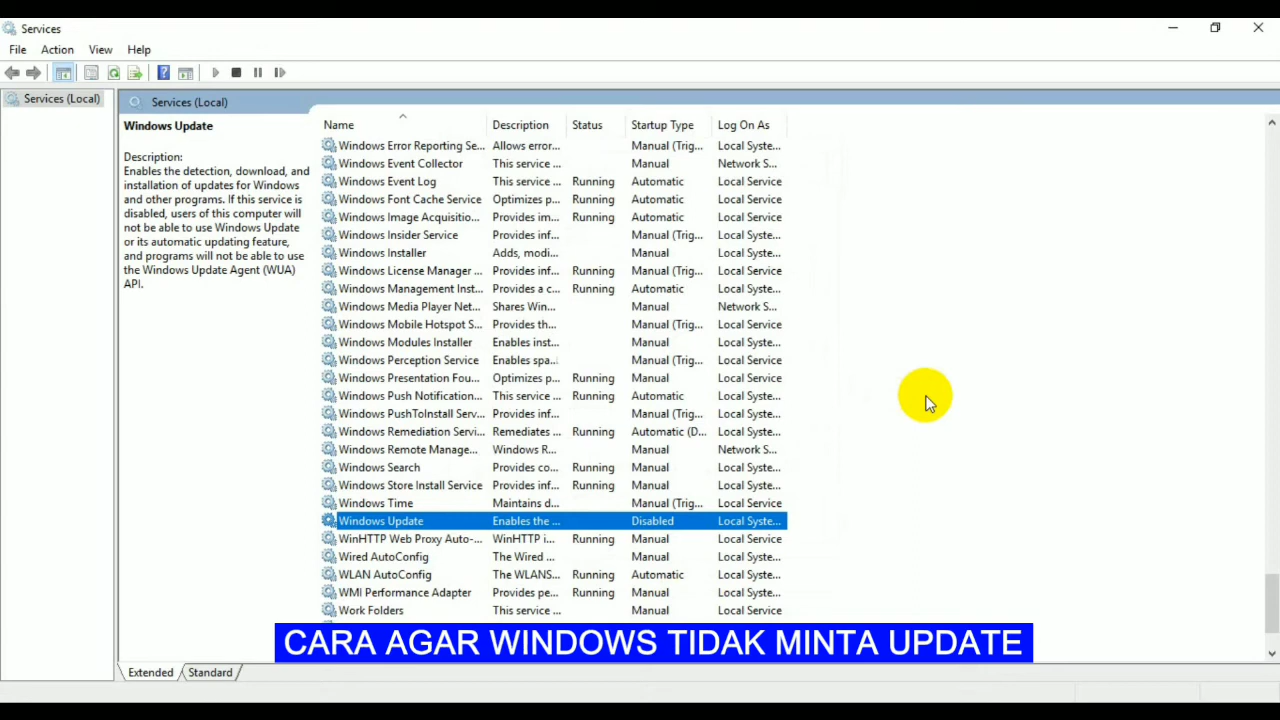 Services
File Action View Help
Services (Local)
Services (Local)
Windows Update
Description:
Enables the detection, download, and
installation of updates for Windows
and other programs. If this service is
disabled, users of this computer will
not be able to use Windows Update
or its automatic updating feature,
and programs will not be able to use
the Windows Update Agent (WUA)
API.
Name Description Status Startup Type Log On As
Windows Error Reporting Se... Allows error... Manual (Trig... Local Syste...
Windows Event Collector This service ... Manual Network S...
Windows Event Log This service ... Running Automatic Local Service
Windows Font Cache Service Optimizes p... Running Automatic Local Service
Windows Image Acquisitio... Provides im... Running Automatic Local Service
Windows Insider Service Provides inf... Manual (Trig... Local Syste...
Windows Installer Adds, modi... Manual Local Syste...
Windows License Manager ... Provides inf... Running Manual (Trig... Local Service
Windows Management Inst... Provides a c... Running Automatic Local Syste...
Windows Media Player Net... Shares Win... Manual Network S...
Windows Mobile Hotspot S... Provides th... Manual (Trig... Local Service
Windows Modules Installer Enables inst... Manual Local Syste...
Windows Perception Service Enables spa... Manual (Trig... Local Service
Windows Presentation Fou... Optimizes p... Running Manual Local Service
Windows Push Notification... This service ... Running Automatic Local Syste...
Windows PushToInstall Serv... Provides inf... Manual (Trig... Local Syste...
Windows Remediation Servi... Remediates ... Running Automatic (D... Local Syste...
Windows Remote Manage... Windows R... Manual Network S...
Windows Search Provides co... Running Manual Local Syste...
Windows Store Install Service Provides inf... Running Manual Local Syste...
Windows Time Maintains d... Manual (Trig... Local Service
Windows Update Enables the ... Disabled Local Syste...
WinHTTP Web Proxy Auto-... WinHTTP i... Running Manual Local Service
Wired AutoConfig The Wired ... Manual Local Syste...
WLAN AutoConfig The WLANS... Running Automatic Local Syste...
WMI Performance Adapter Provides pe... Running Manual Local Syste...
Work Folders This service ... Manual Local Service
CARA AGAR WINDOWS TIDAK MINTA UPDATE
Extended Standard